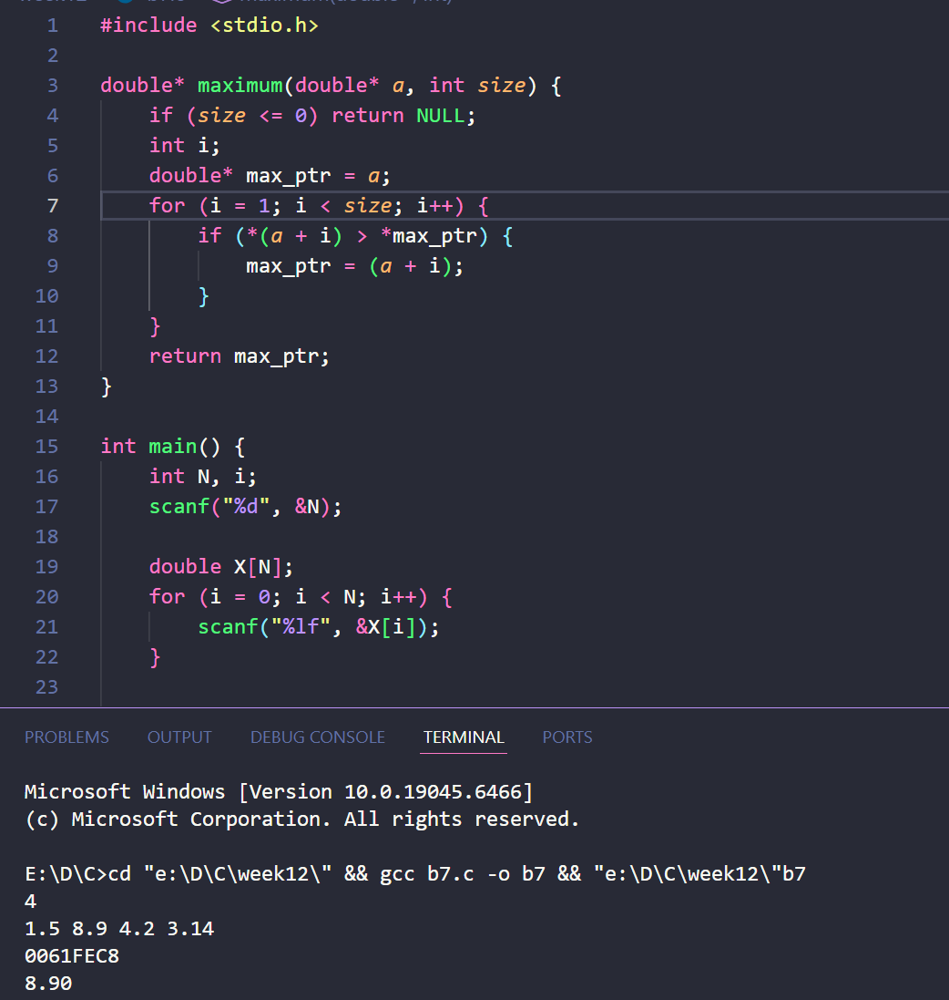 1 #include <stdio.h>
2
3 double* maximum(double* a, int size) {
4     if (size <= 0) return NULL;
5     int i;
6     double* max_ptr = a;
7     for (i = 1; i < size; i++) {
8         if (*(a + i) > *max_ptr) {
9             max_ptr = (a + i);
10         }
11     }
12     return max_ptr;
13 }
14
15 int main() {
16     int N, i;
17     scanf("%d", &N);
18
19     double X[N];
20     for (i = 0; i < N; i++) {
21         scanf("%lf", &X[i]);
22     }
23
PROBLEMS OUTPUT DEBUG CONSOLE TERMINAL PORTS
Microsoft Windows [Version 10.0.19045.6466]
(c) Microsoft Corporation. All rights reserved.
E:\D\C>cd "e:\D\C\week12\" && gcc b7.c -o b7 && "e:\D\C\week12\"b7
4
1.5 8.9 4.2 3.14
0061FEC8
8.90